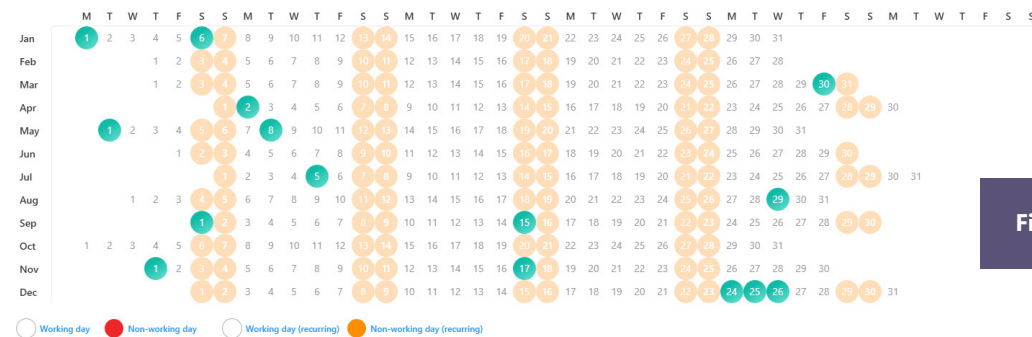 M T W T F S S M T W T F S S M T W T F S S M T W T F S S M T W T F S S M T W T F S S
Jan 1 2 3 4 5 6 7 8 9 10 11 12 13 14 15 16 17 18 19 20 21 22 23 24 25 26 27 28 29 30 31
Feb 1 2 3 4 5 6 7 8 9 10 11 12 13 14 15 16 17 18 19 20 21 22 23 24 25 26 27 28
Mar 1 2 3 4 5 6 7 8 9 10 11 12 13 14 15 16 17 18 19 20 21 22 23 24 25 26 27 28 29 30 31
Apr 1 2 3 4 5 6 7 8 9 10 11 12 13 14 15 16 17 18 19 20 21 22 23 24 25 26 27 28 29 30
May 1 2 3 4 5 6 7 8 9 10 11 12 13 14 15 16 17 18 19 20 21 22 23 24 25 26 27 28 29 30 31
Jun 1 2 3 4 5 6 7 8 9 10 11 12 13 14 15 16 17 18 19 20 21 22 23 24 25 26 27 28 29 30
Jul 1 2 3 4 5 6 7 8 9 10 11 12 13 14 15 16 17 18 19 20 21 22 23 24 25 26 27 28 29 30 31
Aug 1 2 3 4 5 6 7 8 9 10 11 12 13 14 15 16 17 18 19 20 21 22 23 24 25 26 27 28 29 30 31
Sep 1 2 3 4 5 6 7 8 9 10 11 12 13 14 15 16 17 18 19 20 21 22 23 24 25 26 27 28 29 30
Fi
Oct 1 2 3 4 5 6 7 8 9 10 11 12 13 14 15 16 17 18 19 20 21 22 23 24 25 26 27 28 29 30 31
Nov 1 2 3 4 5 6 7 8 9 10 11 12 13 14 15 16 17 18 19 20 21 22 23 24 25 26 27 28 29 30
Dec 1 2 3 4 5 6 7 8 9 10 11 12 13 14 15 16 17 18 19 20 21 22 23 24 25 26 27 28 29 30 31
Working day Non-working day Working day (recurring) Non-working day (recurring)